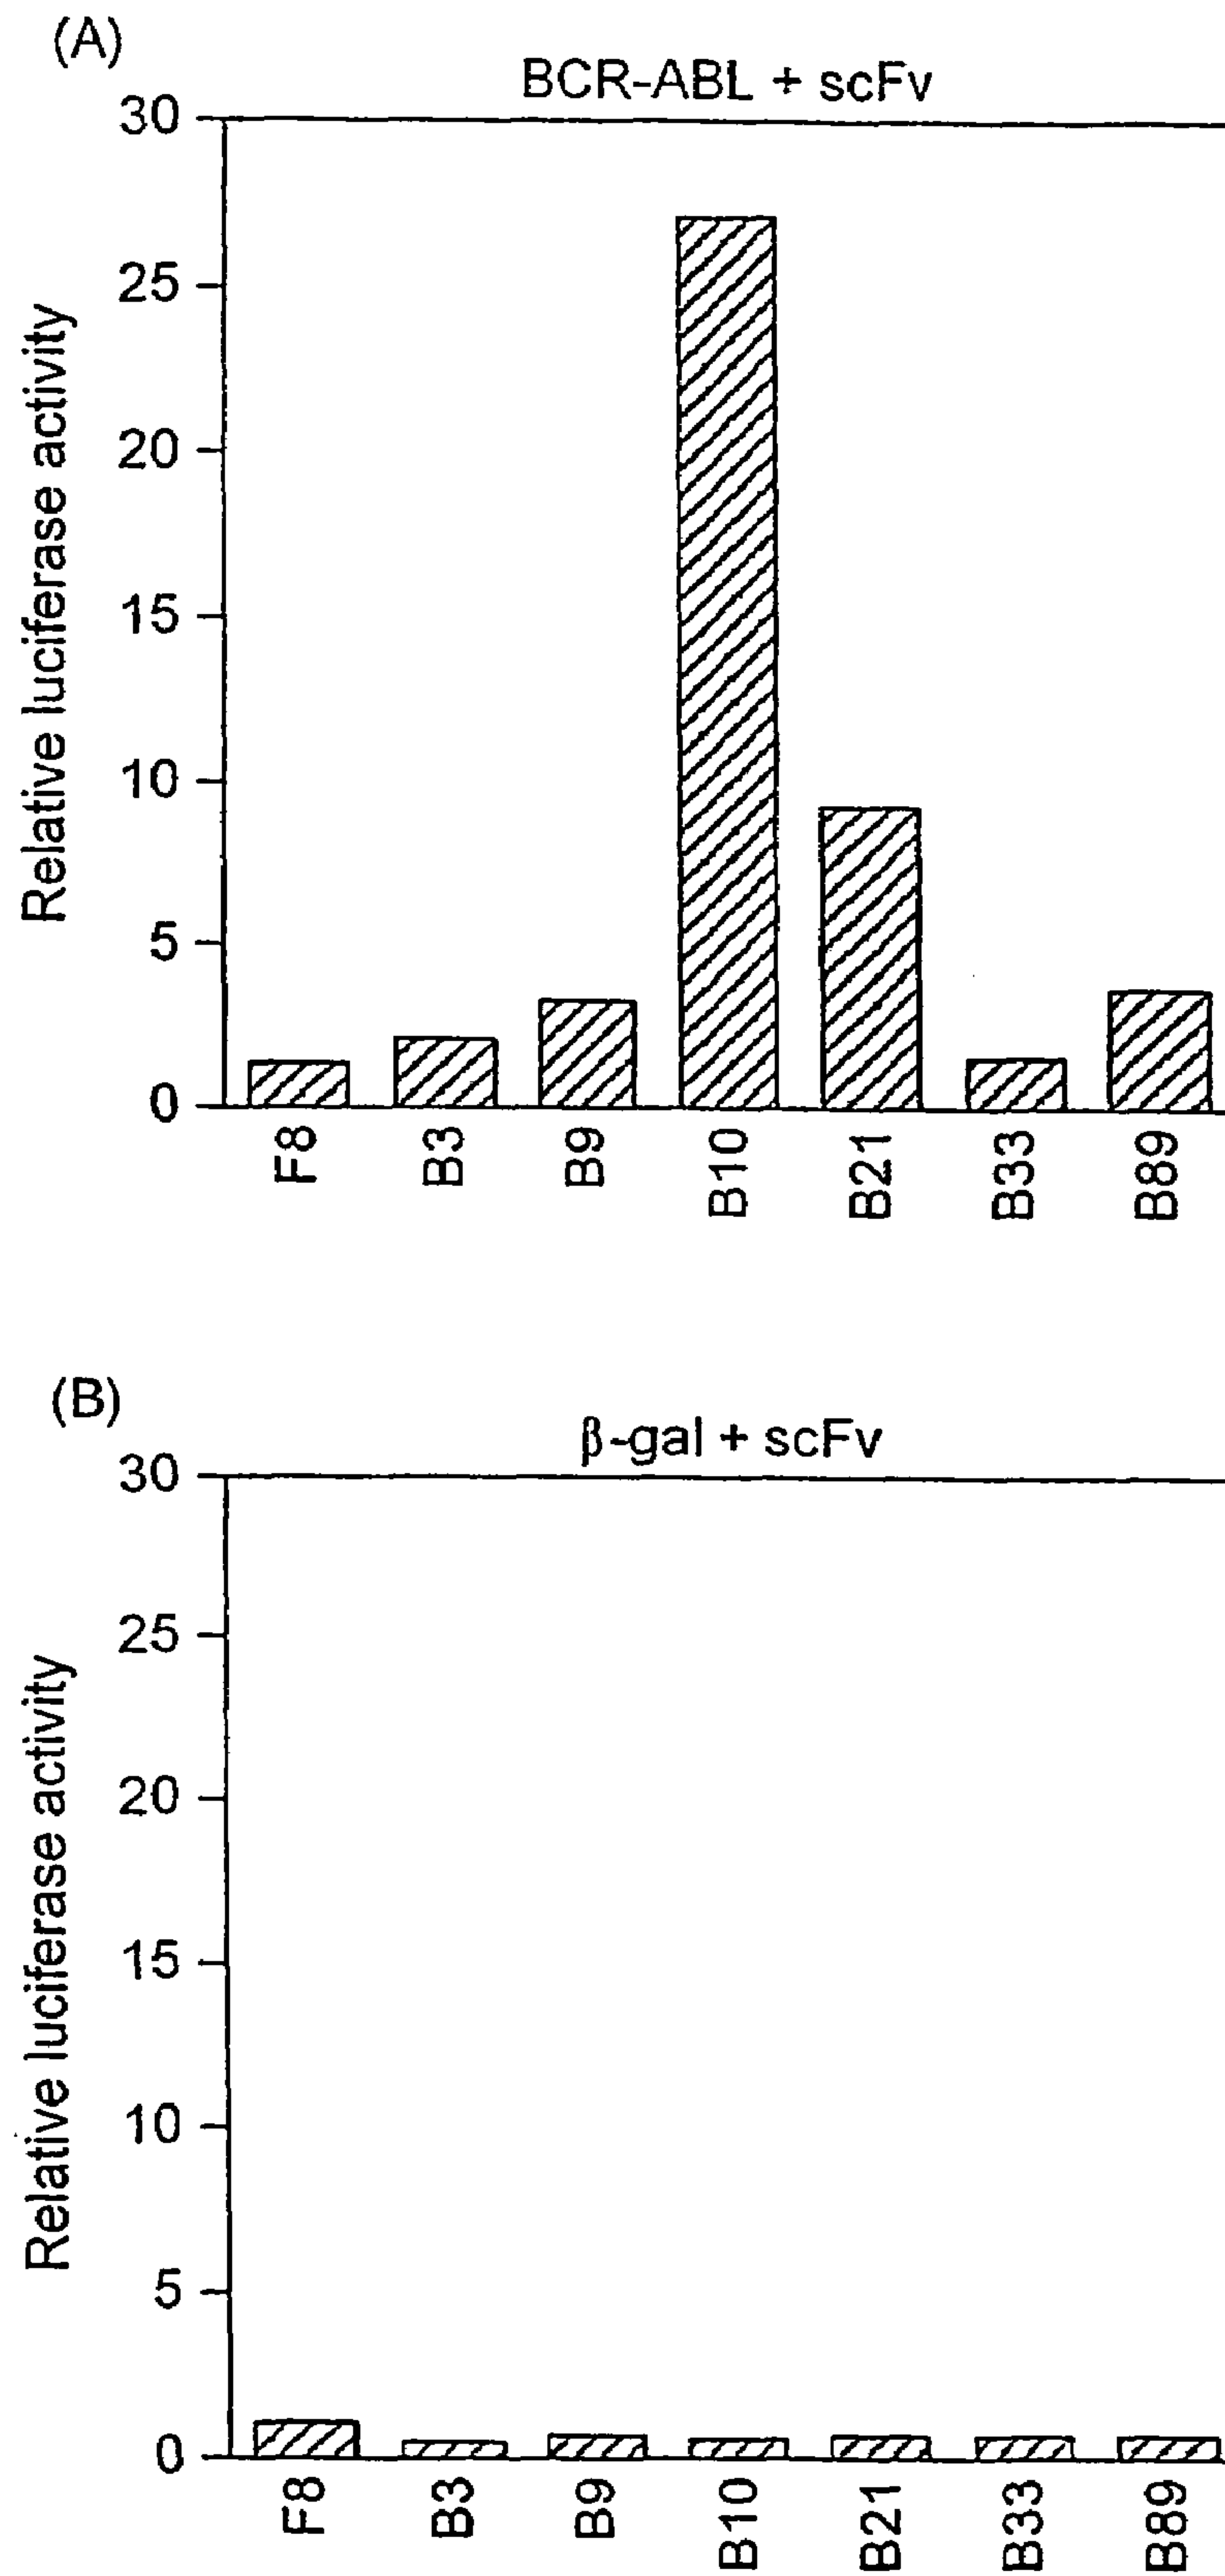 (A)
BCR-ABL + scFv
Relative luciferase activity
30
25
20
15
10
5
0
F8
B3
B9
B10
B21
B33
B89
(B)
β-gal + scFv
Relative luciferase activity
30
25
20
15
10
5
0
F8
B3
B9
B10
B21
B33
B89